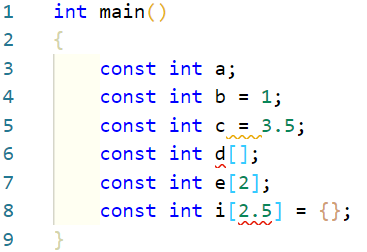 1 int main()
2 {
3     const int a;
4     const int b = 1;
5     const int c = 3.5;
6     const int d[];
7     const int e[2];
8     const int i[2.5] = {};
9 }